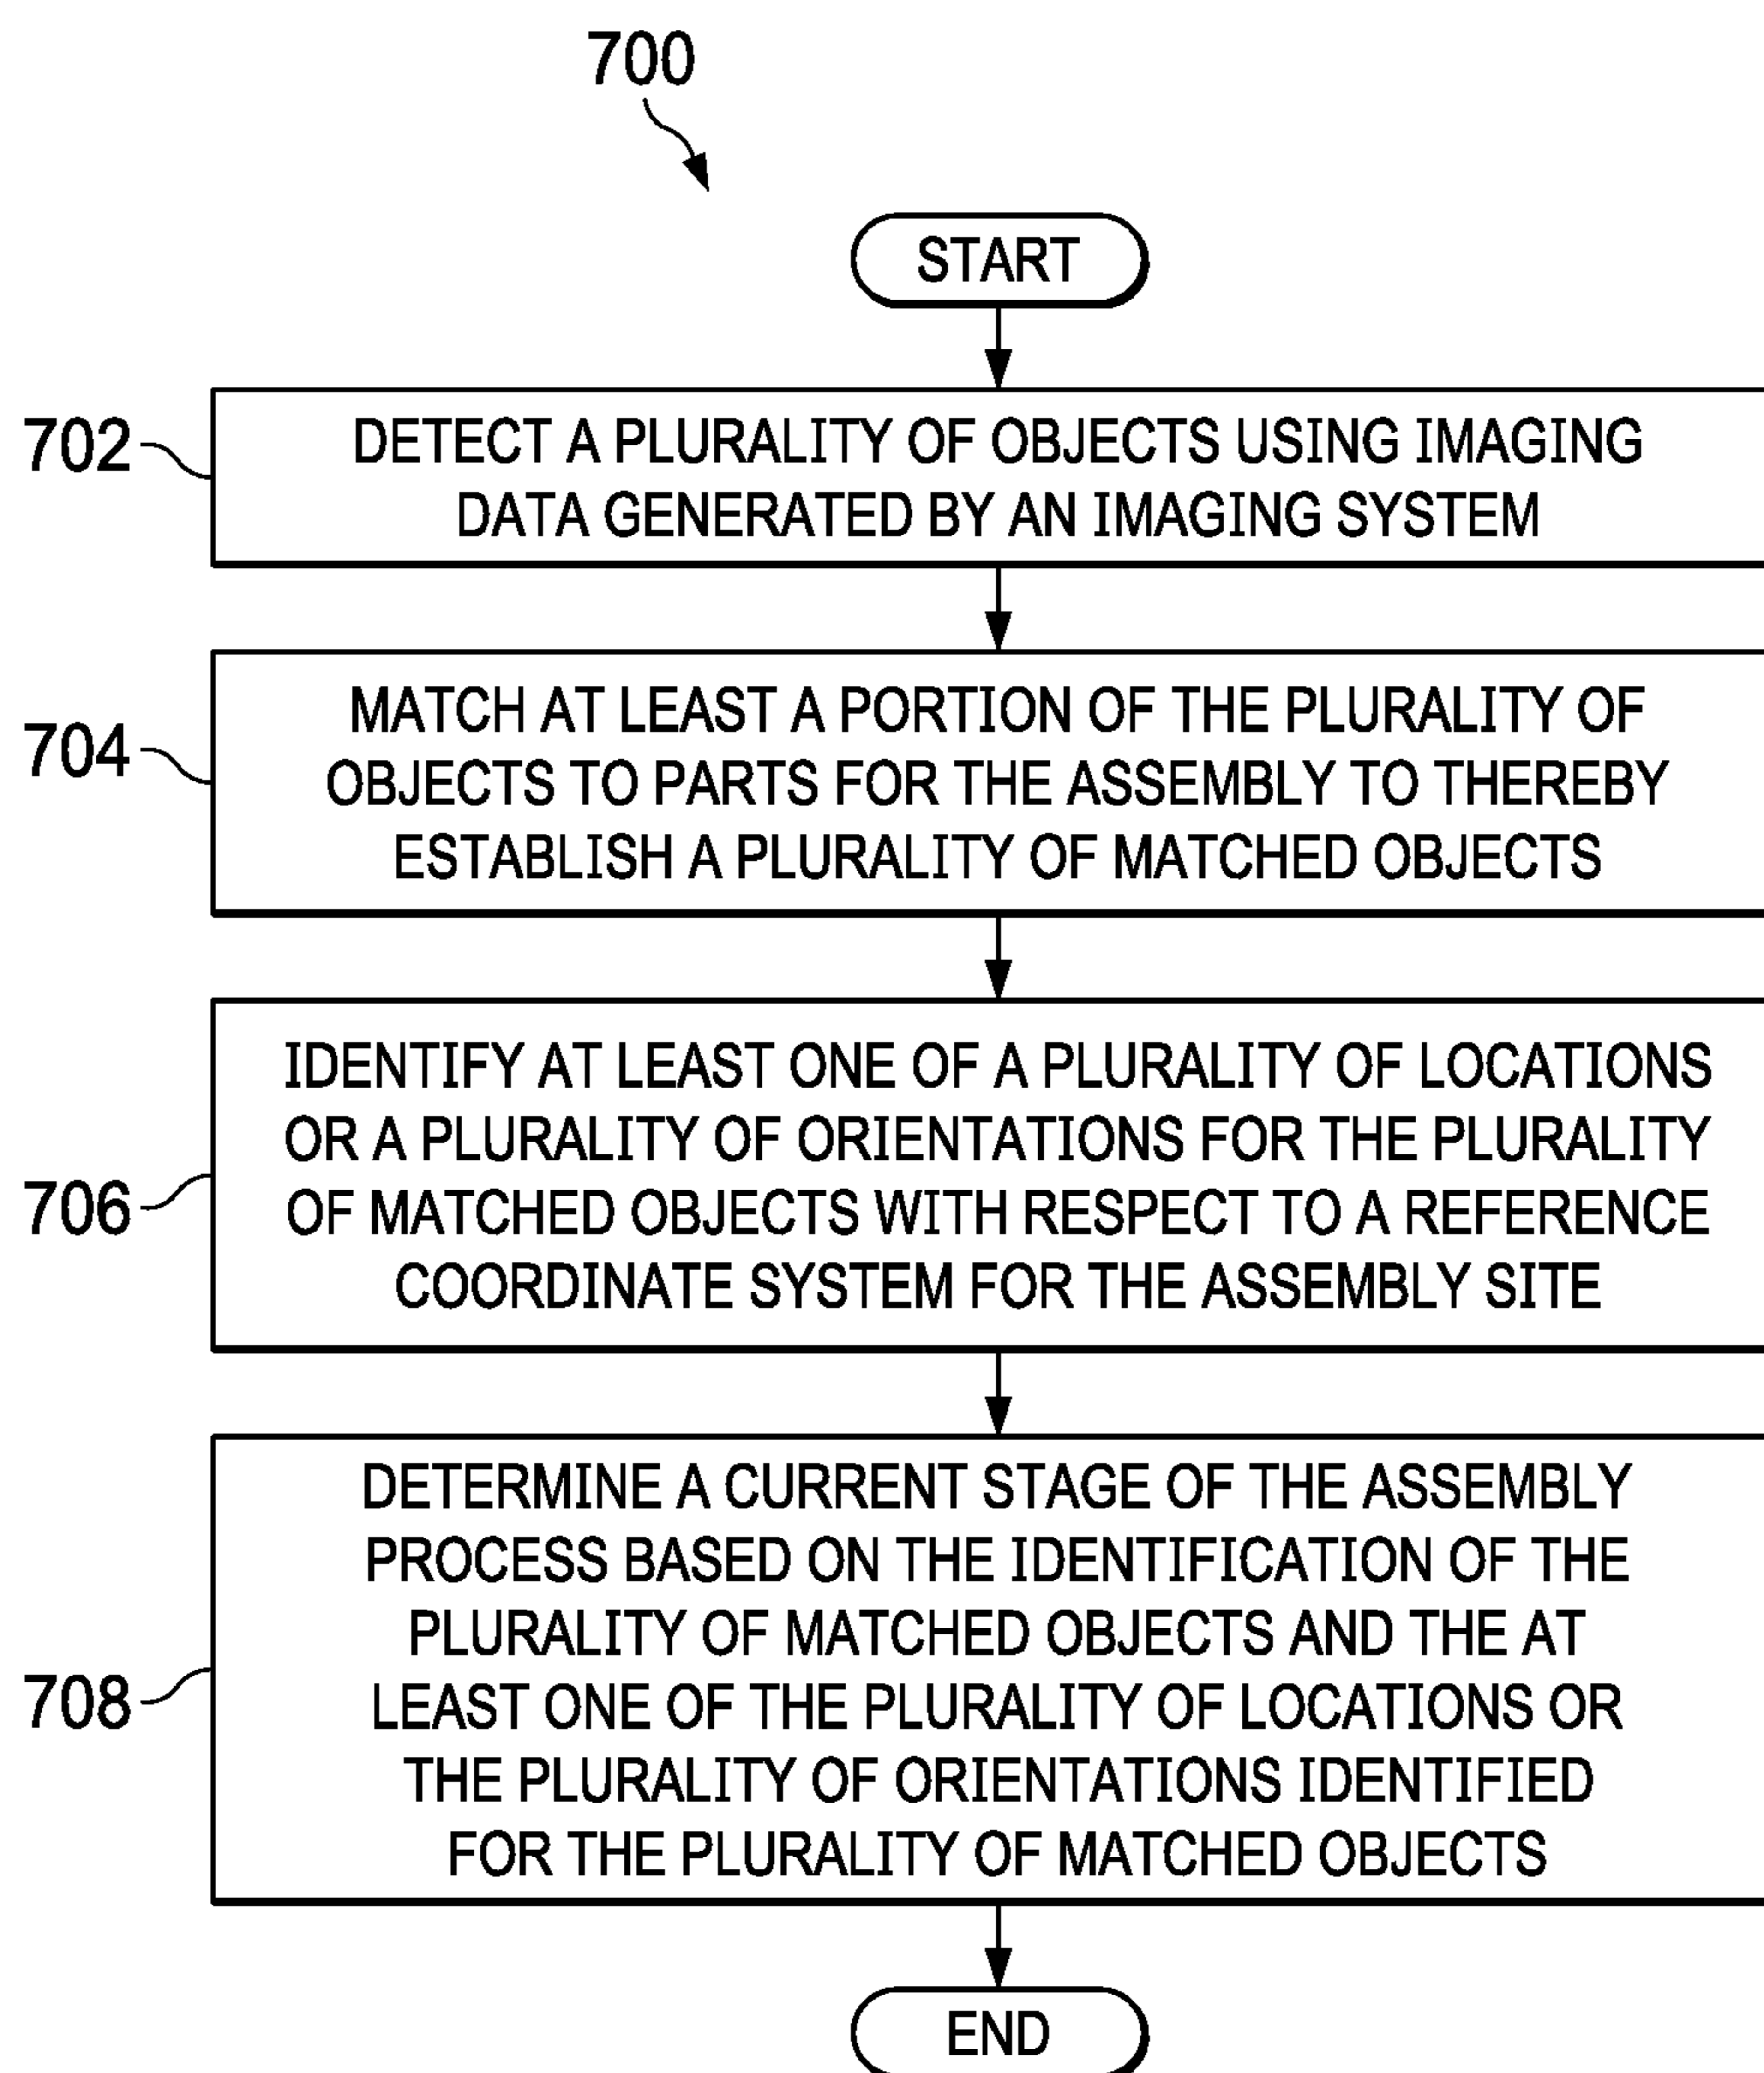 700
START
702
DETECT A PLURALITY OF OBJECTS USING IMAGING
DATA GENERATED BY AN IMAGING SYSTEM
704
MATCH AT LEAST A PORTION OF THE PLURALITY OF
OBJECTS TO PARTS FOR THE ASSEMBLY TO THEREBY
ESTABLISH A PLURALITY OF MATCHED OBJECTS
706
IDENTIFY AT LEAST ONE OF A PLURALITY OF LOCATIONS
OR A PLURALITY OF ORIENTATIONS FOR THE PLURALITY
OF MATCHED OBJECTS WITH RESPECT TO A REFERENCE
COORDINATE SYSTEM FOR THE ASSEMBLY SITE
708
DETERMINE A CURRENT STAGE OF THE ASSEMBLY
PROCESS BASED ON THE IDENTIFICATION OF THE
PLURALITY OF MATCHED OBJECTS AND THE AT
LEAST ONE OF THE PLURALITY OF LOCATIONS OR
THE PLURALITY OF ORIENTATIONS IDENTIFIED
FOR THE PLURALITY OF MATCHED OBJECTS
END